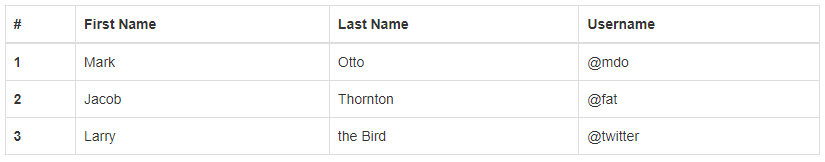 # First Name Last Name Username
1 Mark Otto @mdo
2 Jacob Thornton @fat
3 Larry the Bird @twitter